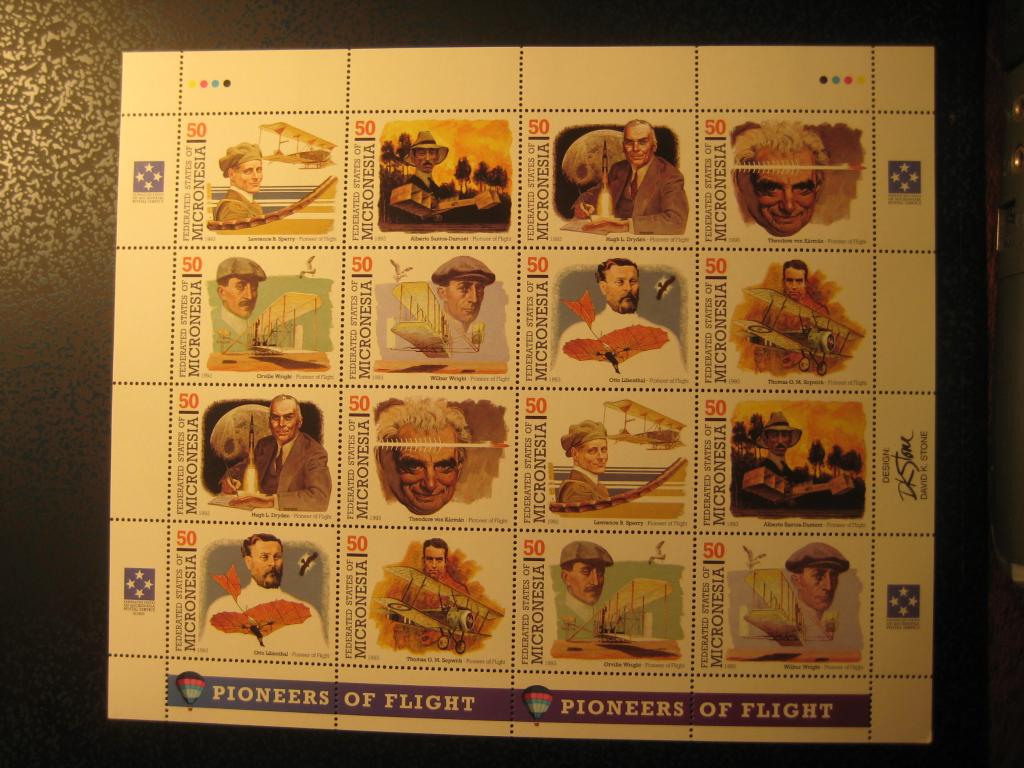 50
FEDERATED STATES OF
MICRONESIA
1993
Lawrence B. Sperry - Pioneer of Flight
50
FEDERATED STATES OF
MICRONESIA
1993
Alberto Santos-Dumont - Pioneer of Flight
50
FEDERATED STATES OF
MICRONESIA
1993
Hugh L. Dryden - Pioneer of Flight
50
FEDERATED STATES OF
MICRONESIA
1993
Theodore von Kármán - Pioneer of Flight
50
FEDERATED STATES OF
MICRONESIA
1993
Orville Wright - Pioneer of Flight
50
FEDERATED STATES OF
MICRONESIA
1993
Wilbur Wright - Pioneer of Flight
50
FEDERATED STATES OF
MICRONESIA
1993
Otto Lilienthal - Pioneer of Flight
50
FEDERATED STATES OF
MICRONESIA
1993
Thomas O. M. Sopwith - Pioneer of Flight
50
FEDERATED STATES OF
MICRONESIA
1993
Hugh L. Dryden - Pioneer of Flight
50
FEDERATED STATES OF
MICRONESIA
1993
Theodore von Kármán - Pioneer of Flight
50
FEDERATED STATES OF
MICRONESIA
1993
Lawrence B. Sperry - Pioneer of Flight
50
FEDERATED STATES OF
MICRONESIA
1993
Alberto Santos-Dumont - Pioneer of Flight
DESIGN:
DKStone
DAVID K. STONE
50
FEDERATED STATES OF
MICRONESIA
1993
Otto Lilienthal - Pioneer of Flight
50
FEDERATED STATES OF
MICRONESIA
1993
Thomas O. M. Sopwith - Pioneer of Flight
50
FEDERATED STATES OF
MICRONESIA
1993
Orville Wright - Pioneer of Flight
50
FEDERATED STATES OF
MICRONESIA
1993
Wilbur Wright - Pioneer of Flight
PIONEERS OF FLIGHT
PIONEERS OF FLIGHT